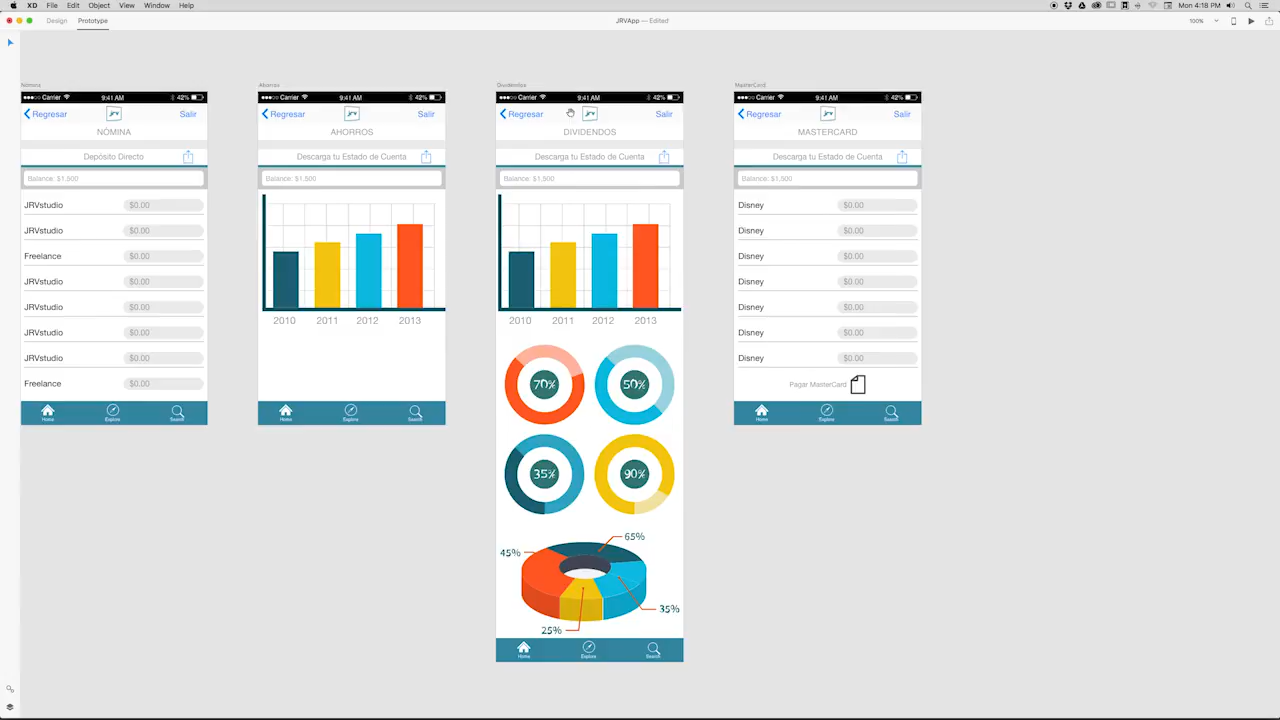 XD File Edit Object View Window Help
Mon 4:18 PM
Design Prototype
JRVApp — Edited
100%
Nómina
Carrier 9:41 AM 42%
Regresar Salir
NÓMINA
Depósito Directo
Balance: $1,500
JRVstudio $0.00
JRVstudio $0.00
Freelance $0.00
JRVstudio $0.00
JRVstudio $0.00
JRVstudio $0.00
JRVstudio $0.00
Freelance $0.00
Home Explore Search
Ahorros
Carrier 9:41 AM 42%
Regresar Salir
AHORROS
Descarga tu Estado de Cuenta
Balance: $1,500
2010 2011 2012 2013
Home Explore Search
Dividendos
Carrier 9:41 AM 42%
Regresar Salir
DIVIDENDOS
Descarga tu Estado de Cuenta
Balance: $1,500
2010 2011 2012 2013
70% 50%
35% 90%
65%
45%
35%
25%
Home Explore Search
MasterCard
Carrier 9:41 AM 42%
Regresar Salir
MASTERCARD
Descarga tu Estado de Cuenta
Balance: $1,500
Disney $0.00
Disney $0.00
Disney $0.00
Disney $0.00
Disney $0.00
Disney $0.00
Disney $0.00
Pagar MasterCard
Home Explore Search